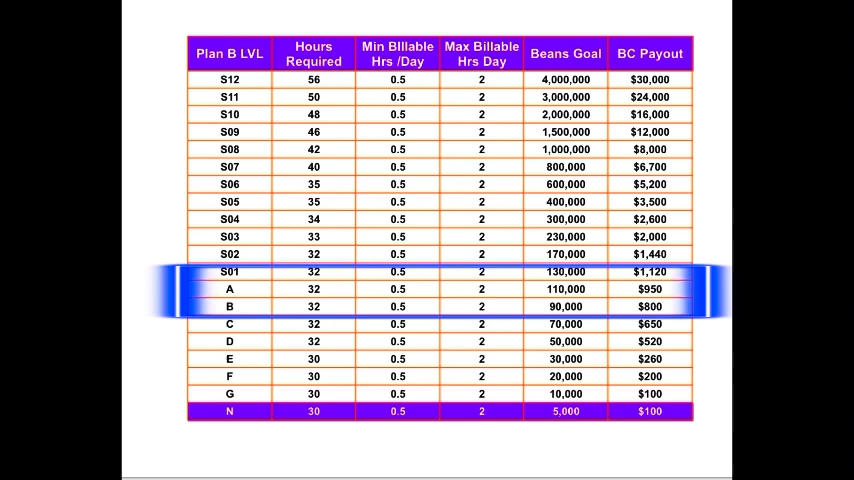 Plan B LVL Hours Required Min BIllable Hrs /Day Max Billable Hrs Day Beans Goal BC Payout
S12 56 0.5 2 4,000,000 $30,000
S11 50 0.5 2 3,000,000 $24,000
S10 48 0.5 2 2,000,000 $16,000
S09 46 0.5 2 1,500,000 $12,000
S08 42 0.5 2 1,000,000 $8,000
S07 40 0.5 2 800,000 $6,700
S06 35 0.5 2 600,000 $5,200
S05 35 0.5 2 400,000 $3,500
S04 34 0.5 2 300,000 $2,600
S03 33 0.5 2 230,000 $2,000
S02 32 0.5 2 170,000 $1,440
S01 32 0.5 2 130,000 $1,120
A 32 0.5 2 110,000 $950
B 32 0.5 2 90,000 $800
C 32 0.5 2 70,000 $650
D 32 0.5 2 50,000 $520
E 30 0.5 2 30,000 $260
F 30 0.5 2 20,000 $200
G 30 0.5 2 10,000 $100
N 30 0.5 2 5,000 $100